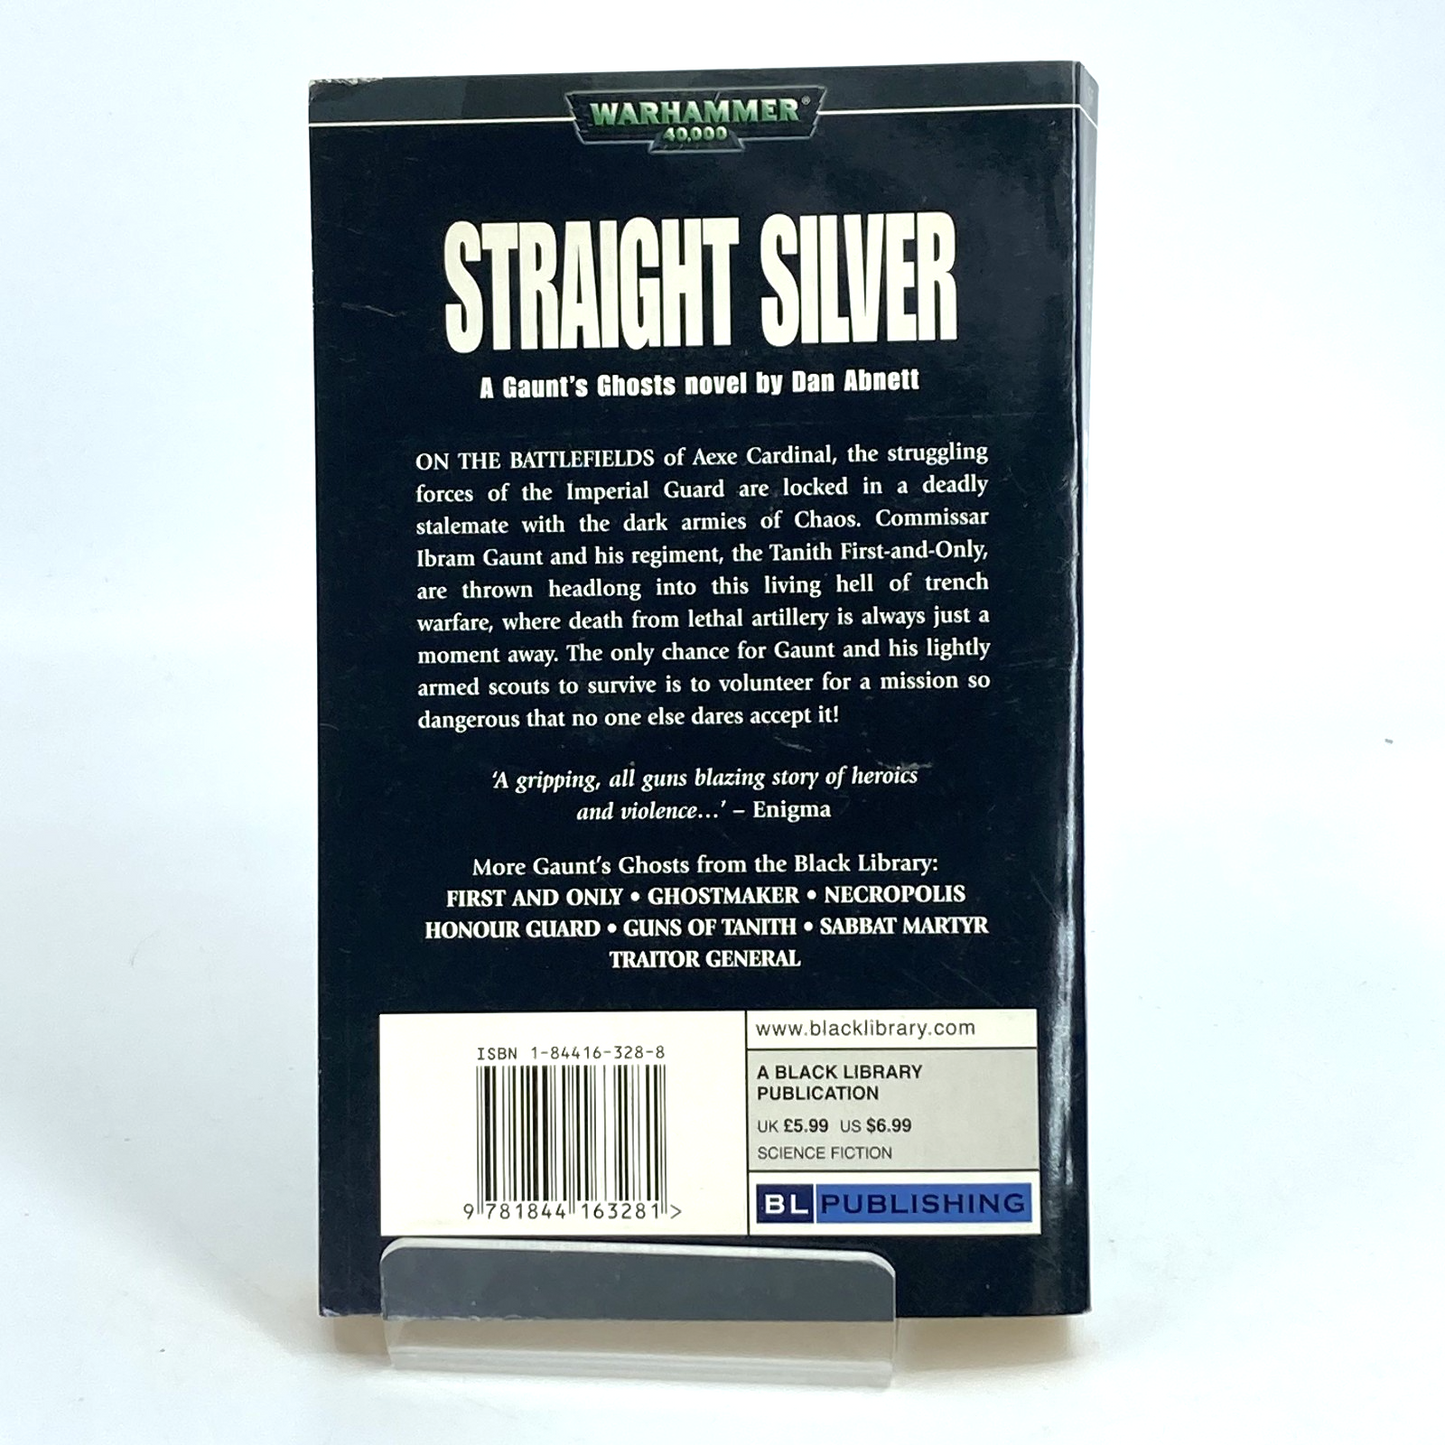 WARHAMMER®
40,000
STRAIGHT SILVER
A Gaunt's Ghosts novel by Dan Abnett
ON THE BATTLEFIELDS of Aexe Cardinal, the struggling
forces of the Imperial Guard are locked in a deadly
stalemate with the dark armies of Chaos. Commissar
Ibram Gaunt and his regiment, the Tanith First-and-Only,
are thrown headlong into this living hell of trench
warfare, where death from lethal artillery is always just a
moment away. The only chance for Gaunt and his lightly
armed scouts to survive is to volunteer for a mission so
dangerous that no one else dares accept it!
'A gripping, all guns blazing story of heroics
and violence...' – Enigma
More Gaunt's Ghosts from the Black Library:
FIRST AND ONLY • GHOSTMAKER • NECROPOLIS
HONOUR GUARD • GUNS OF TANITH • SABBAT MARTYR
TRAITOR GENERAL
ISBN 1-84416-328-8
9 781844 163281 >
www.blacklibrary.com
A BLACK LIBRARY
PUBLICATION
UK £5.99 US $6.99
SCIENCE FICTION
BL PUBLISHING